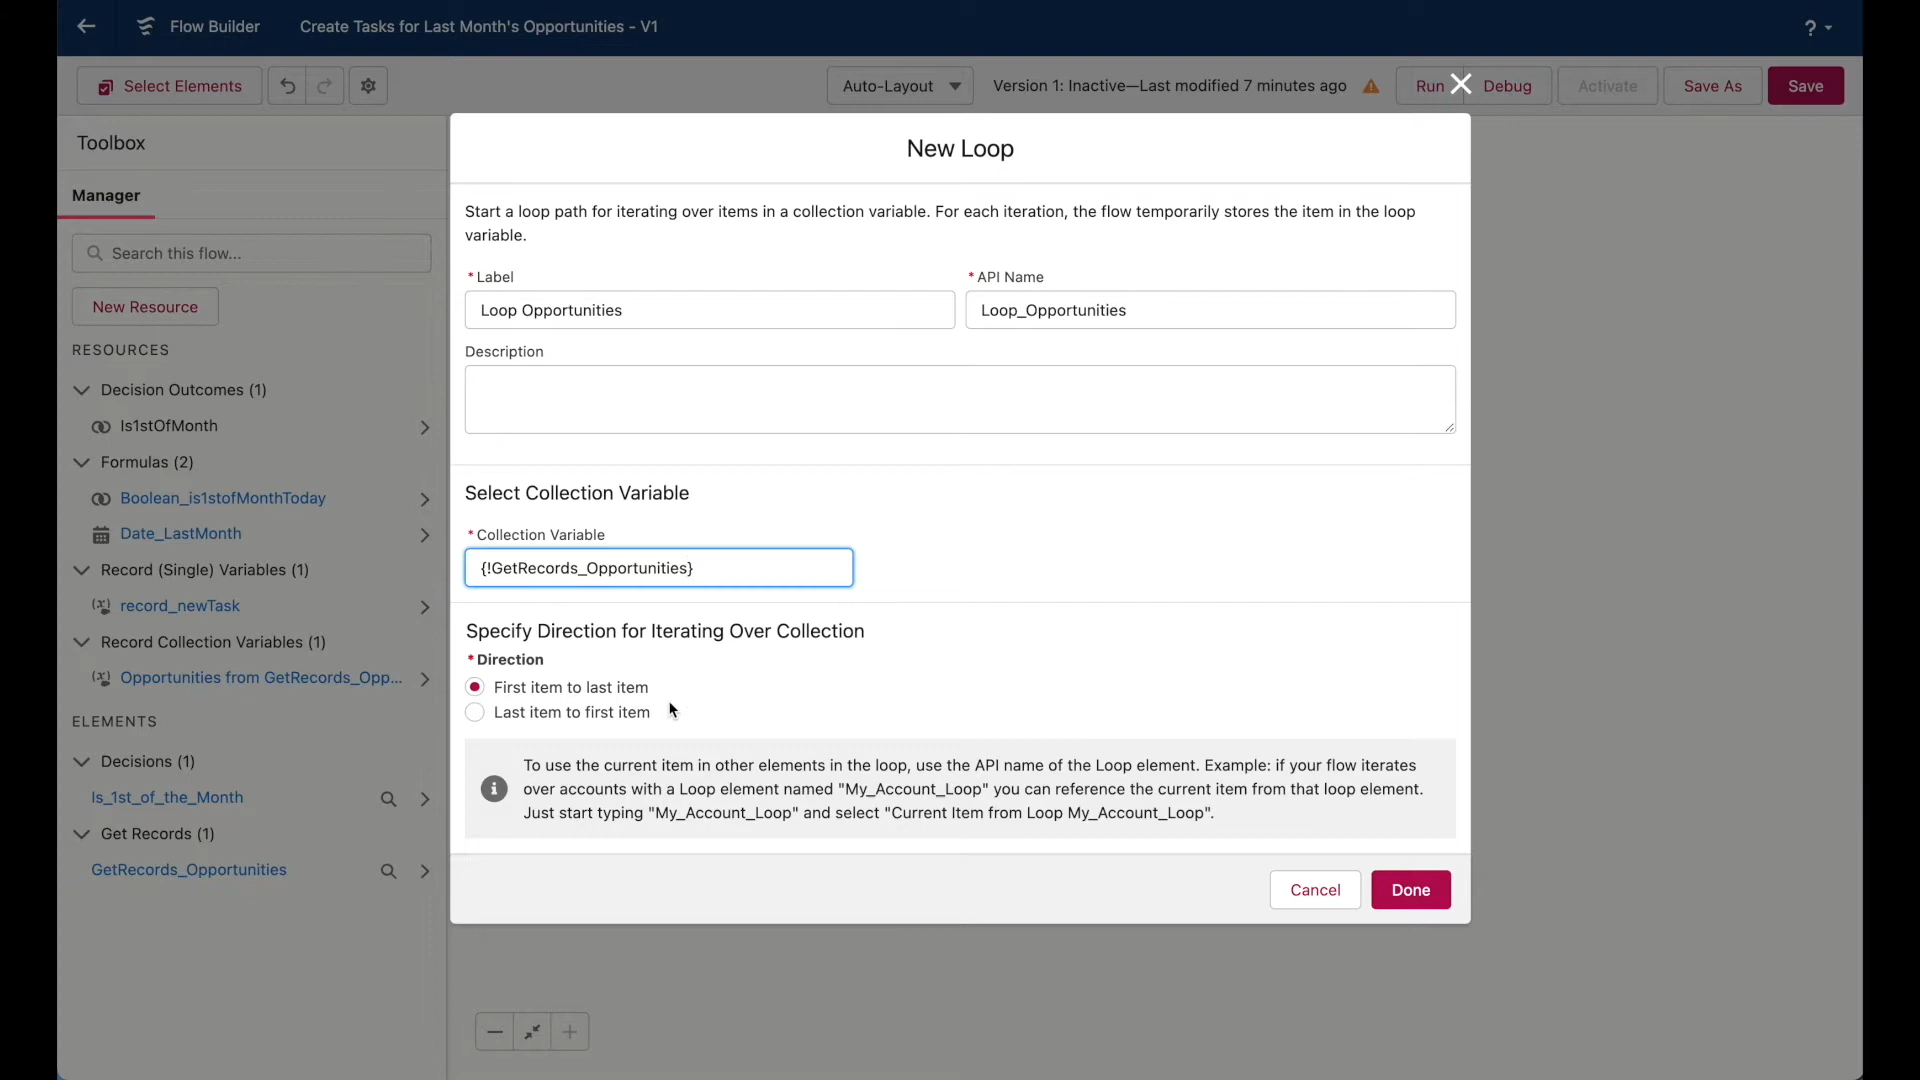 Flow Builder
Create Tasks for Last Month's Opportunities - V1
?
Select Elements
Auto-Layout
Version 1: Inactive—Last modified 7 minutes ago
Run
Debug
Activate
Save As
Save
Toolbox
Manager
Search this flow...
New Resource
RESOURCES
Decision Outcomes (1)
Is1stOfMonth
Formulas (2)
Boolean_is1stofMonthToday
Date_LastMonth
Record (Single) Variables (1)
record_newTask
Record Collection Variables (1)
Opportunities from GetRecords_Opp...
ELEMENTS
Decisions (1)
Is_1st_of_the_Month
Get Records (1)
GetRecords_Opportunities
New Loop
Start a loop path for iterating over items in a collection variable. For each iteration, the flow temporarily stores the item in the loop
variable.
* Label
* API Name
Loop Opportunities
Loop_Opportunities
Description
Select Collection Variable
* Collection Variable
{!GetRecords_Opportunities}
Specify Direction for Iterating Over Collection
* Direction
First item to last item
Last item to first item
To use the current item in other elements in the loop, use the API name of the Loop element. Example: if your flow iterates
over accounts with a Loop element named "My_Account_Loop" you can reference the current item from that loop element.
Just start typing "My_Account_Loop" and select "Current Item from Loop My_Account_Loop".
Cancel
Done